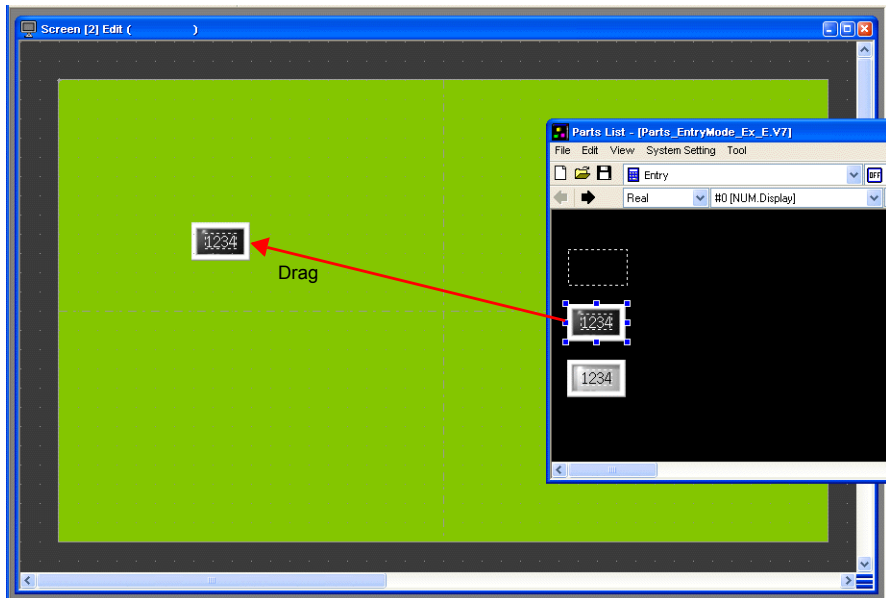 Screen [2] Edit (          )
Parts List - [Parts_EntryMode_Ex_E.V7]
File Edit View System Setting Tool
Entry
OFF
Real
#0 [NUM.Display]
1234
Drag
1234
1234